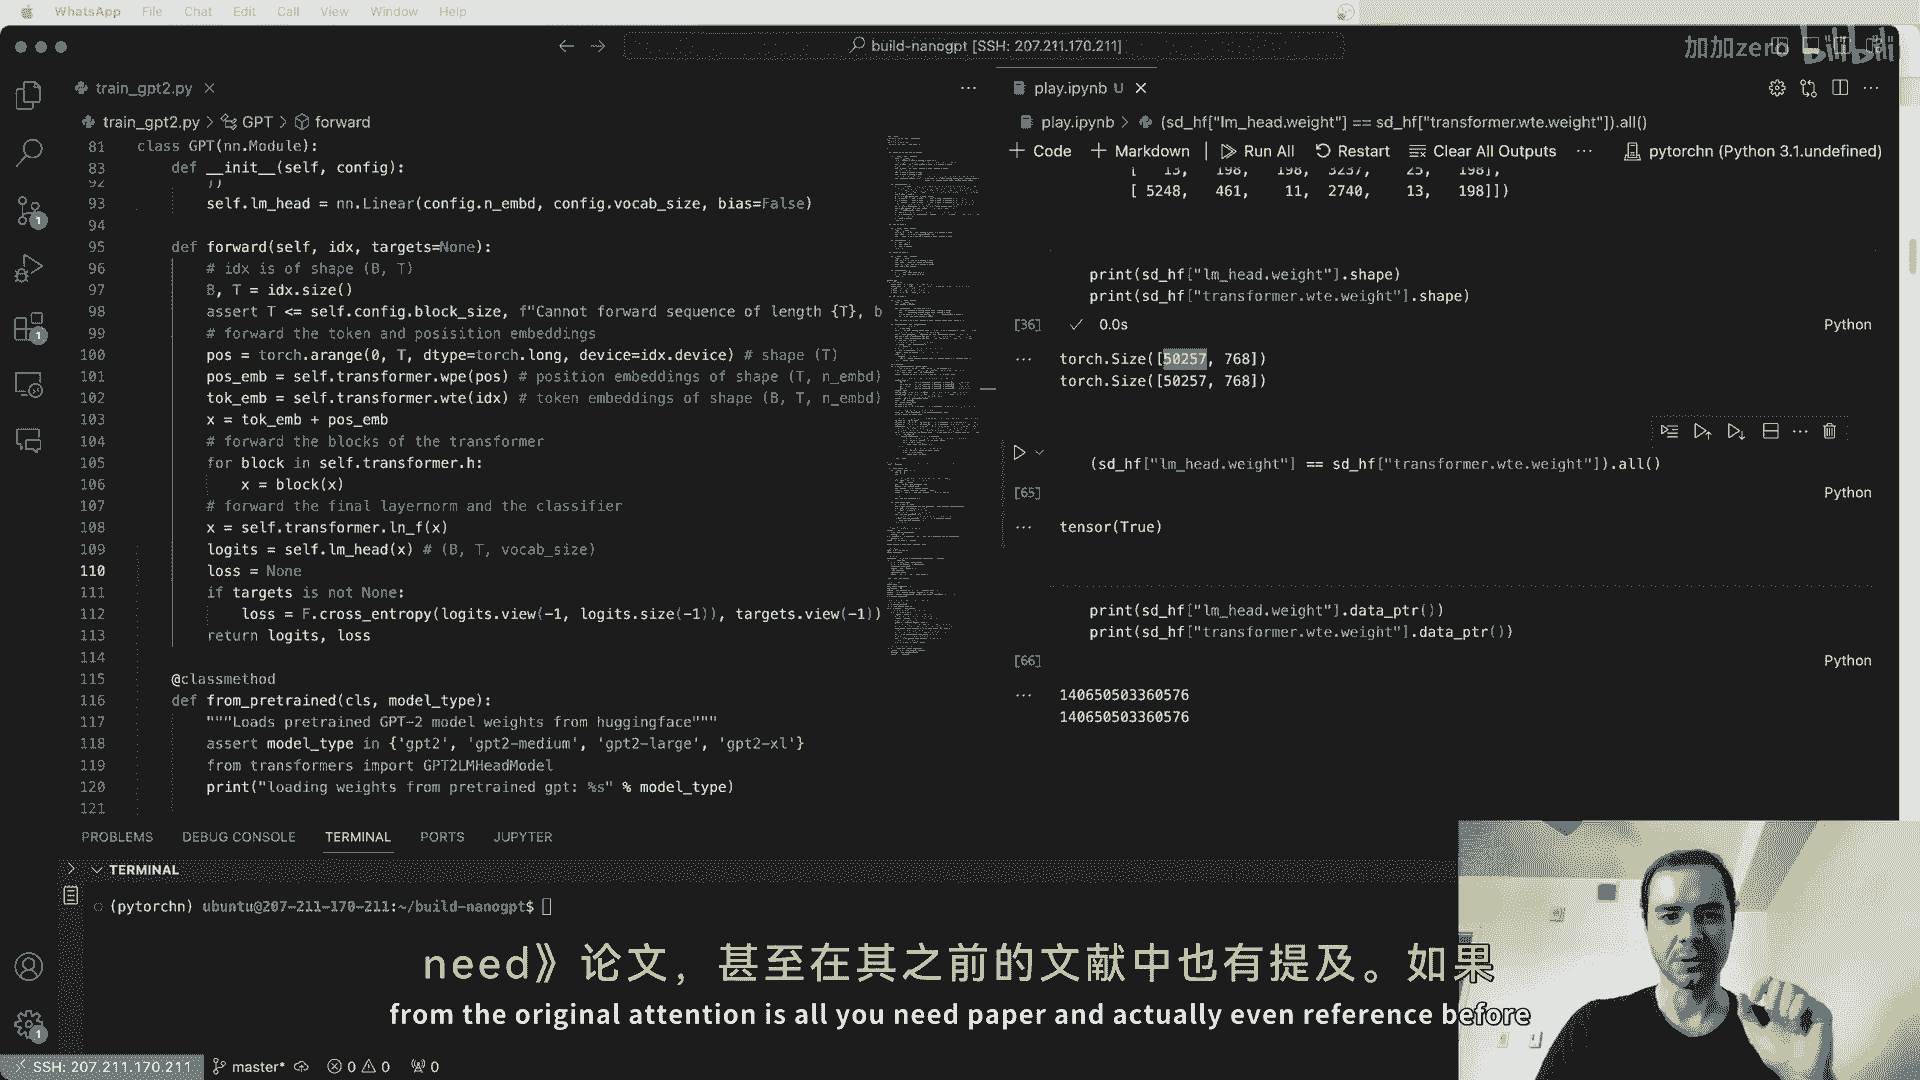 WhatsApp File Chat Edit Call View Window Help
build-nanogpt [SSH: 207.211.170.211]
加加zero bilibili
train_gpt2.py
train_gpt2.py > GPT > forward
81 class GPT(nn.Module):
83 def __init__(self, config):
92 ))
93 self.lm_head = nn.Linear(config.n_embd, config.vocab_size, bias=False)
94
95 def forward(self, idx, targets=None):
96 # idx is of shape (B, T)
97 B, T = idx.size()
98 assert T <= self.config.block_size, f"Cannot forward sequence of length {T}, b
99 # forward the token and posisition embeddings
100 pos = torch.arange(0, T, dtype=torch.long, device=idx.device) # shape (T)
101 pos_emb = self.transformer.wpe(pos) # position embeddings of shape (T, n_embd)
102 tok_emb = self.transformer.wte(idx) # token embeddings of shape (B, T, n_embd)
103 x = tok_emb + pos_emb
104 # forward the blocks of the transformer
105 for block in self.transformer.h:
106 x = block(x)
107 # forward the final layernorm and the classifier
108 x = self.transformer.ln_f(x)
109 logits = self.lm_head(x) # (B, T, vocab_size)
110 loss = None
111 if targets is not None:
112 loss = F.cross_entropy(logits.view(-1, logits.size(-1)), targets.view(-1))
113 return logits, loss
114
115 @classmethod
116 def from_pretrained(cls, model_type):
117 """Loads pretrained GPT-2 model weights from huggingface"""
118 assert model_type in {'gpt2', 'gpt2-medium', 'gpt2-large', 'gpt2-xl'}
119 from transformers import GPT2LMHeadModel
120 print("loading weights from pretrained gpt: %s" % model_type)
121
play.ipynb U
play.ipynb > (sd_hf["lm_head.weight"] == sd_hf["transformer.wte.weight"]).all()
+ Code + Markdown | Run All Restart Clear All Outputs ... pytorchn (Python 3.1.undefined)
[ 13, 198, 198, 3237, 25, 198],
[ 5248, 461, 11, 2740, 13, 198]])
print(sd_hf["lm_head.weight"].shape)
print(sd_hf["transformer.wte.weight"].shape)
[36] ✓ 0.0s Python
torch.Size([50257, 768])
torch.Size([50257, 768])
(sd_hf["lm_head.weight"] == sd_hf["transformer.wte.weight"]).all()
[65] Python
tensor(True)
print(sd_hf["lm_head.weight"].data_ptr())
print(sd_hf["transformer.wte.weight"].data_ptr())
[66] Python
140650503360576
140650503360576
PROBLEMS DEBUG CONSOLE TERMINAL PORTS JUPYTER
TERMINAL
(pytorchn) ubuntu@207-211-170-211:~/build-nanogpt$
need》论文，甚至在其之前的文献中也有提及。如果
from the original attention is all you need paper and actually even reference before
SSH: 207.211.170.211 master* 0 0 0